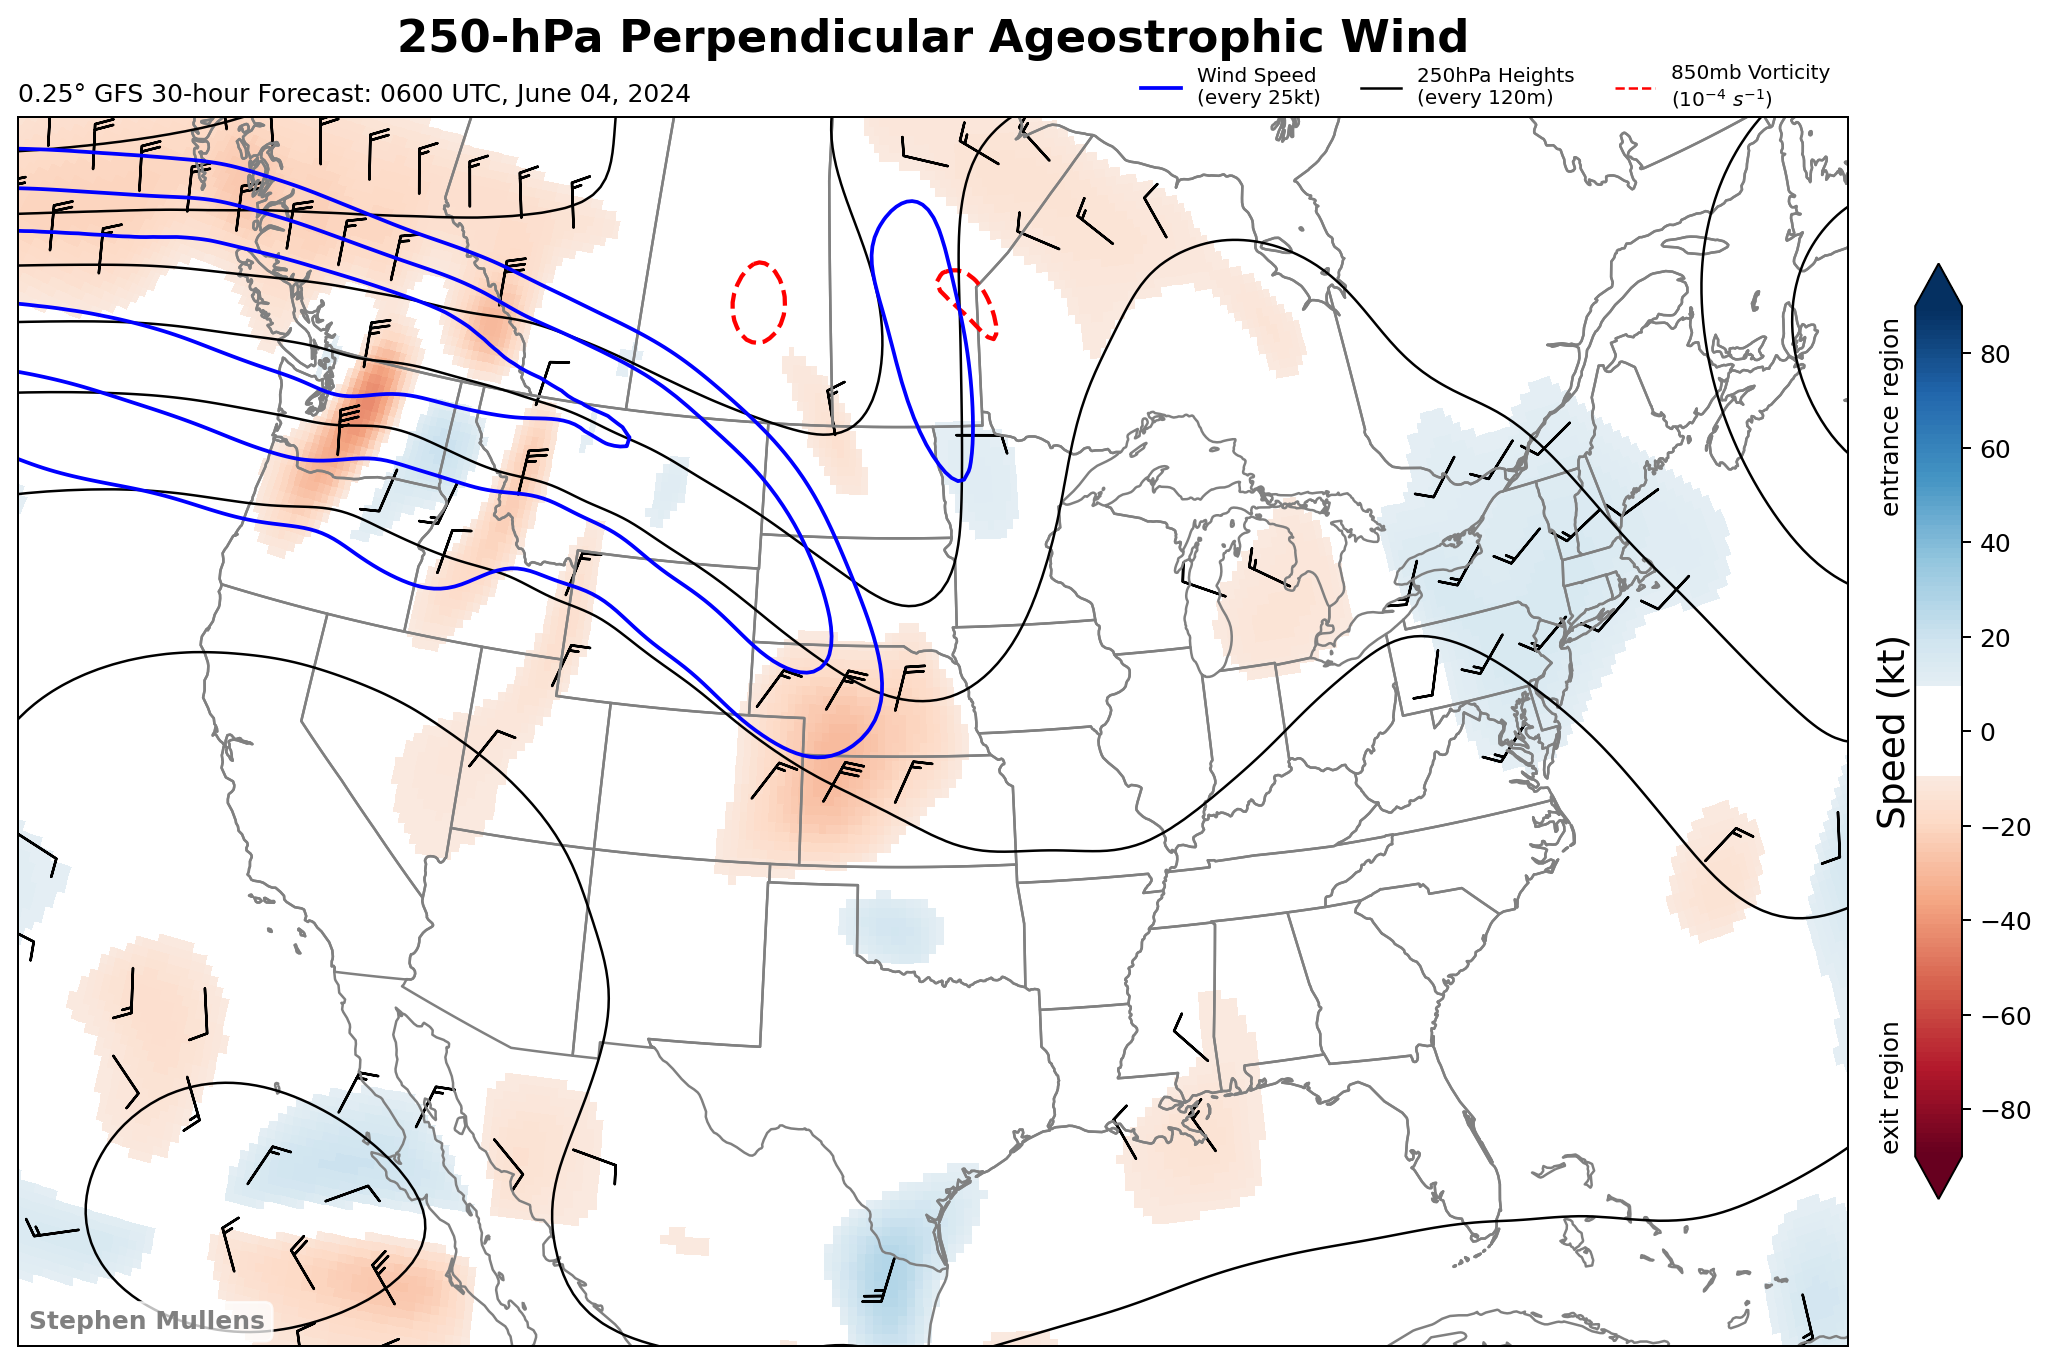 250-hPa Perpendicular Ageostrophic Wind
0.25° GFS 30-hour Forecast: 0600 UTC, June 04, 2024
Wind Speed
(every 25kt)
250hPa Heights
(every 120m)
850mb Vorticity
(10⁻⁴ s⁻¹)
entrance region
80
60
40
20
0
−20
−40
−60
−80
Speed (kt)
exit region
Stephen Mullens